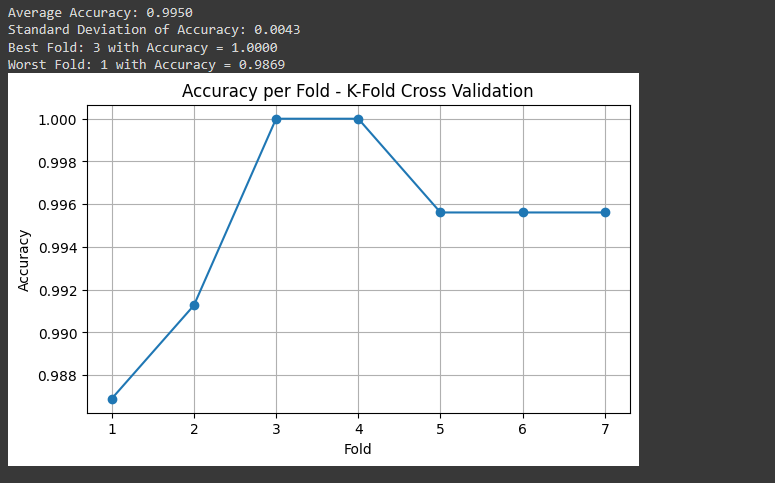 Average Accuracy: 0.9950
Standard Deviation of Accuracy: 0.0043
Best Fold: 3 with Accuracy = 1.0000
Worst Fold: 1 with Accuracy = 0.9869
Accuracy per Fold - K-Fold Cross Validation
1.000
0.998
0.996
0.994
0.992
0.990
0.988
Accuracy
1 2 3 4 5 6 7
Fold